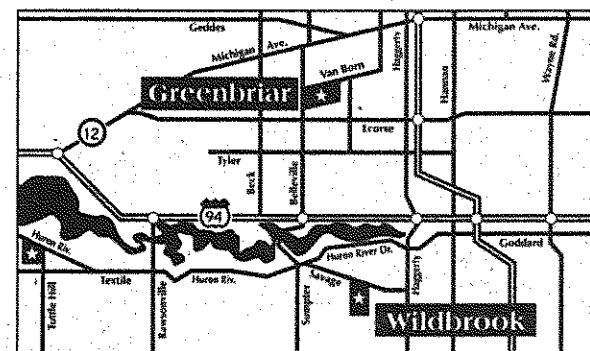 Geddes
Michigan Ave.
Michigan Ave.
Haggerty
Hannan
Wayne Rd.
Van Born
Greenbriar
12
Ecorse
Tyler
Beck
Belleville
94
Huron Riv.
Huron River Dr.
Goddard
Textile
Huron Riv.
Savage
Haggerty
Tuttle Hill
Rawsonville
Sumpter
Wildbrook